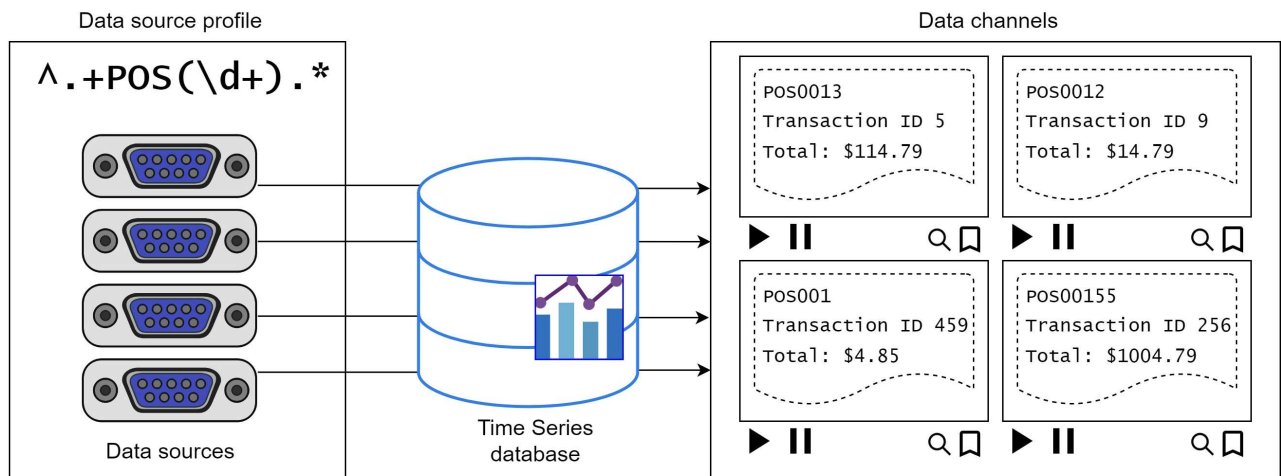 Data source profile
^.+POS(\d+).*
Data sources
Time Series
database
Data channels
POS0013
Transaction ID 5
Total: $114.79
POS0012
Transaction ID 9
Total: $14.79
POS001
Transaction ID 459
Total: $4.85
POS00155
Transaction ID 256
Total: $1004.79